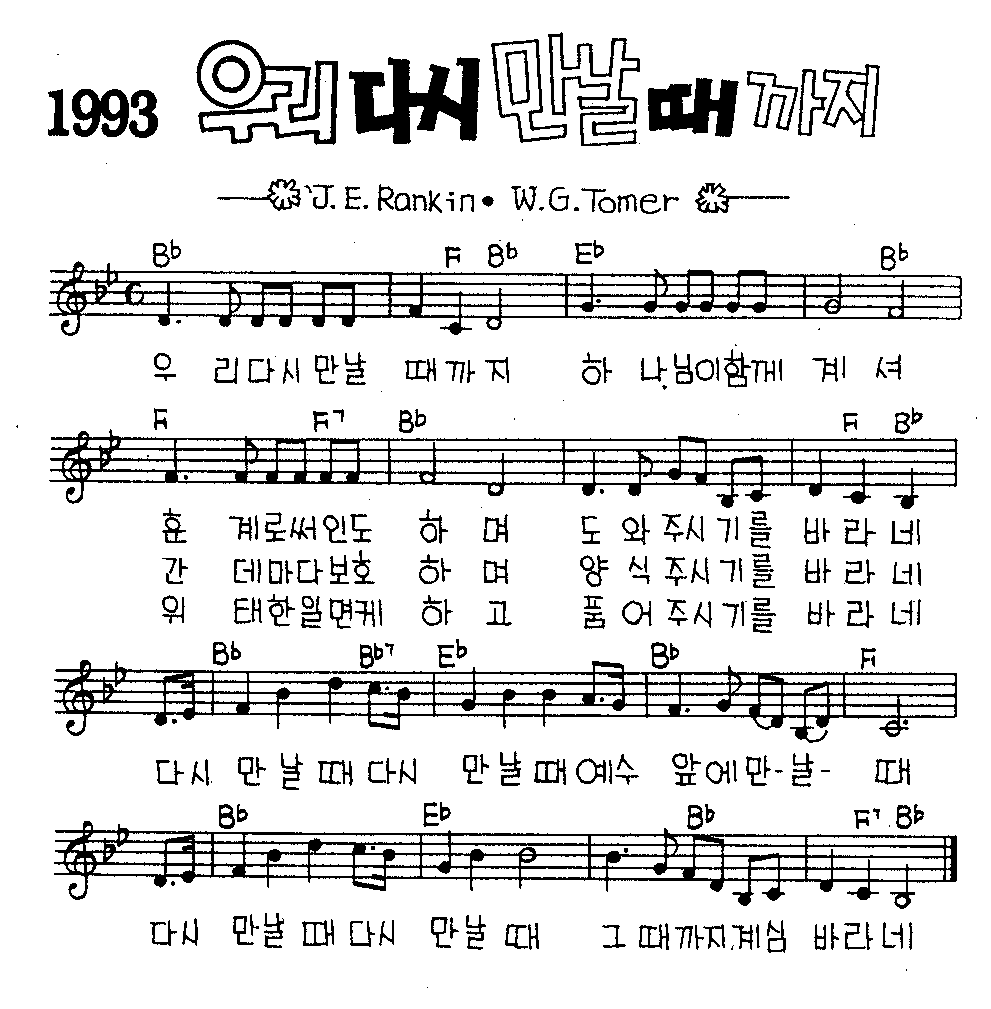 1993 우리 다시 만날 때 까지
J. E. Rankin • W. G. Tomer
B♭ F B♭ E♭ B♭
우 리다시 만날 때까 지 하 나님이함께 계 셔
F F7 B♭ F B♭
훈 계로써인도 하 며 도 와 주시 기를 바 라 네
간 데마다보호 하 며 양 식 주시 기를 바 라 네
위 태한일면케 하 고 품 어 주시 기를 바 라 네
B♭ B♭7 E♭ B♭ F
다시 만 날 때 다시 만 날 때 예수 앞에만-날- 때
B♭ E♭ B♭ F7 B♭
다시 만날 때 다시 만 날 때 그 때까지계심 바라네